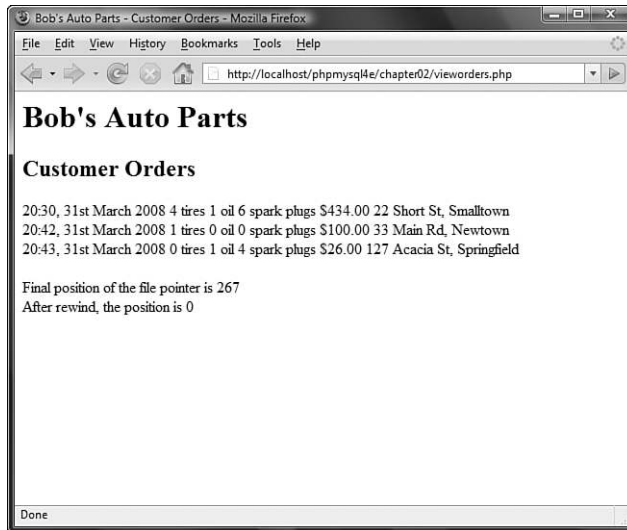 Bob's Auto Parts - Customer Orders - Mozilla Firefox
File Edit View History Bookmarks Tools Help
http://localhost/phpmysql4e/chapter02/vieworders.php
Bob's Auto Parts
Customer Orders
20:30, 31st March 2008 4 tires 1 oil 6 spark plugs $434.00 22 Short St, Smalltown
20:42, 31st March 2008 1 tires 0 oil 0 spark plugs $100.00 33 Main Rd, Newtown
20:43, 31st March 2008 0 tires 1 oil 4 spark plugs $26.00 127 Acacia St, Springfield
Final position of the file pointer is 267
After rewind, the position is 0
Done